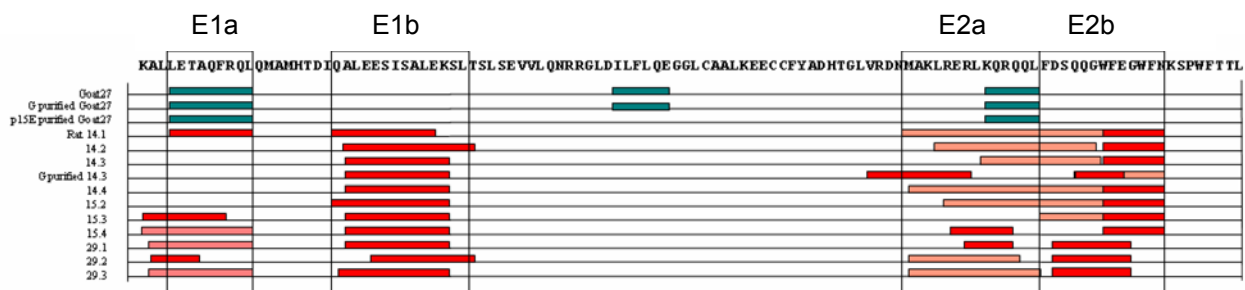 E1a E1b E2a E2b
KALLETAQFRQLQMAMHTDIQALEESISALEKSLTSLSEVVLQNRRGLDILFLQEGGLCAALKEECCFYADHTGLVRDNMAKLRERLKQRQQLFDSQQGWFEGWFNKSPWFTTL
Goat27
G purified Goat27
p15E purified Goat27
Rat 14.1
14.2
14.3
G purified 14.3
14.4
15.2
15.3
15.4
29.1
29.2
29.3